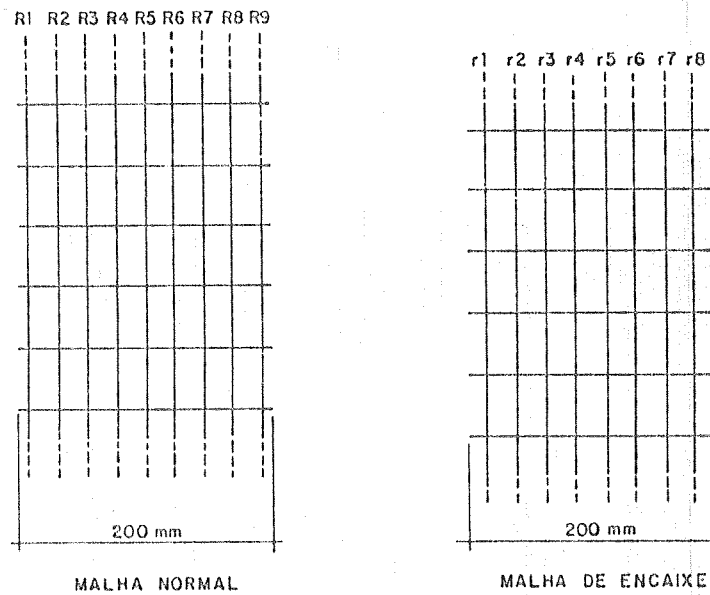 R1 R2 R3 R4 R5 R6 R7 R8 R9
200 mm
MALHA NORMAL
r1 r2 r3 r4 r5 r6 r7 r8
200 mm
MALHA DE ENCAIXE